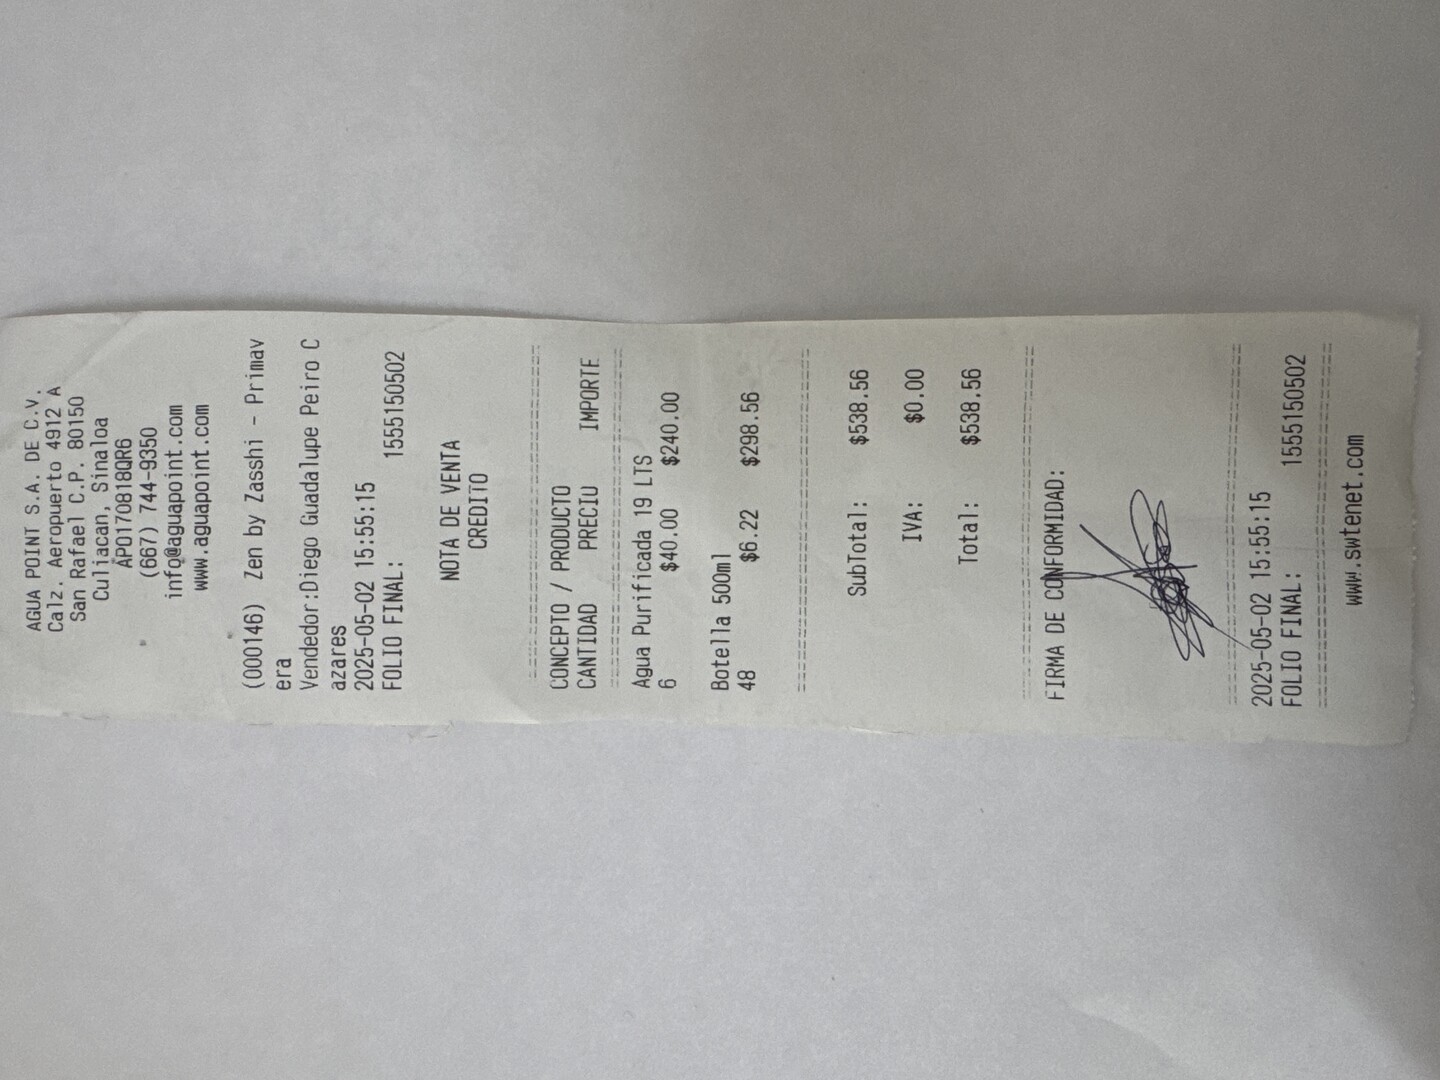 AGUA POINT S.A. DE C.V.
Calz. Aeropuerto 4912 A
San Rafael C.P. 80150
Culiacan, Sinaloa
APO170818QR6
(667) 744-9350
info@aguapoint.com
www.aguapoint.com
(000146) Zen by Zasshi - Primav
era
Vendedor:Diego Guadalupe Peiro C
azares
2025-05-02 15:55:15
FOLIO FINAL: 1555150502
NOTA DE VENTA
CREDITO
================================
CONCEPTO / PRODUCTO
CANTIDAD PRECIU IMPORTE
================================
Agua Purificada 19 LTS
6 $40.00 $240.00
Botella 500ml
48 $6.22 $298.56
================================
SubTotal: $538.56
IVA: $0.00
Total: $538.56
================================
FIRMA DE CONFORMIDAD:
================================
2025-05-02 15:55:15
FOLIO FINAL: 1555150502
================================
www.swtenet.com